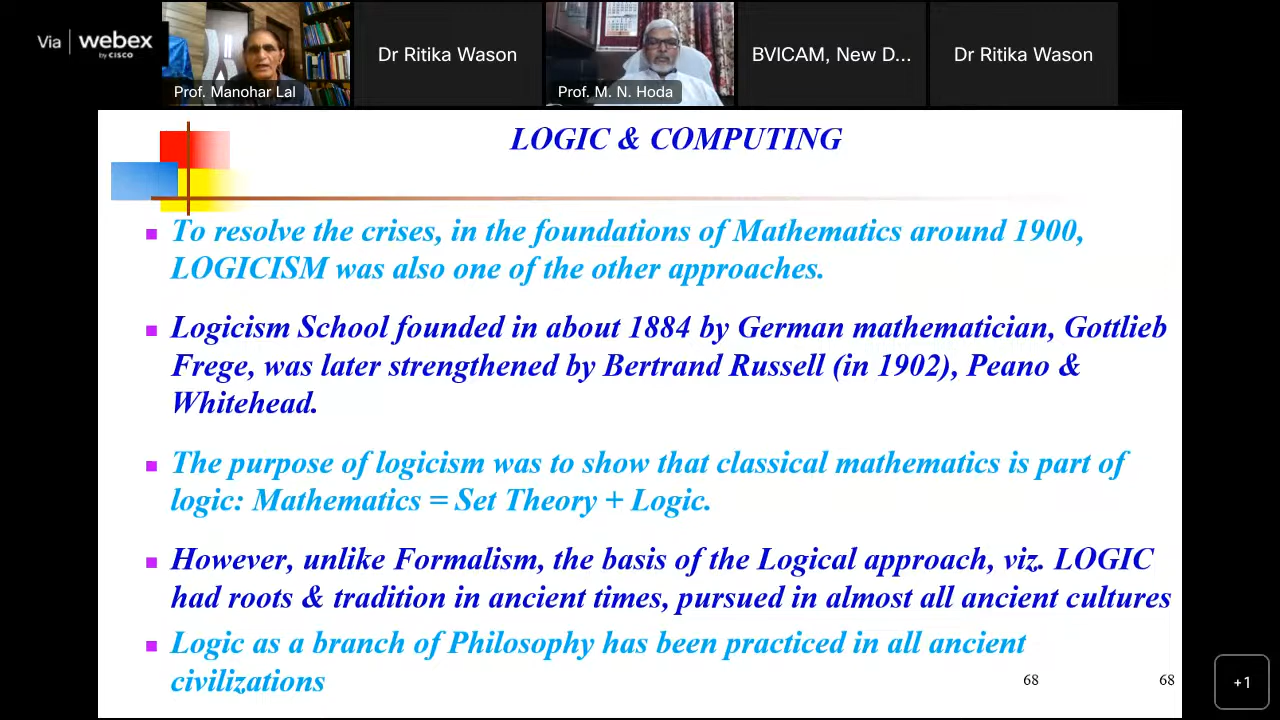 Via webex
by CISCO
Dr Ritika Wason
BVICAM, New D...
Dr Ritika Wason
Prof. Manohar Lal
Prof. M. N. Hoda
LOGIC & COMPUTING
To resolve the crises, in the foundations of Mathematics around 1900,
LOGICISM was also one of the other approaches.
Logicism School founded in about 1884 by German mathematician, Gottlieb
Frege, was later strengthened by Bertrand Russell (in 1902), Peano &
Whitehead.
The purpose of logicism was to show that classical mathematics is part of
logic: Mathematics = Set Theory + Logic.
However, unlike Formalism, the basis of the Logical approach, viz. LOGIC
had roots & tradition in ancient times, pursued in almost all ancient cultures
Logic as a branch of Philosophy has been practiced in all ancient
civilizations
68 68
+1